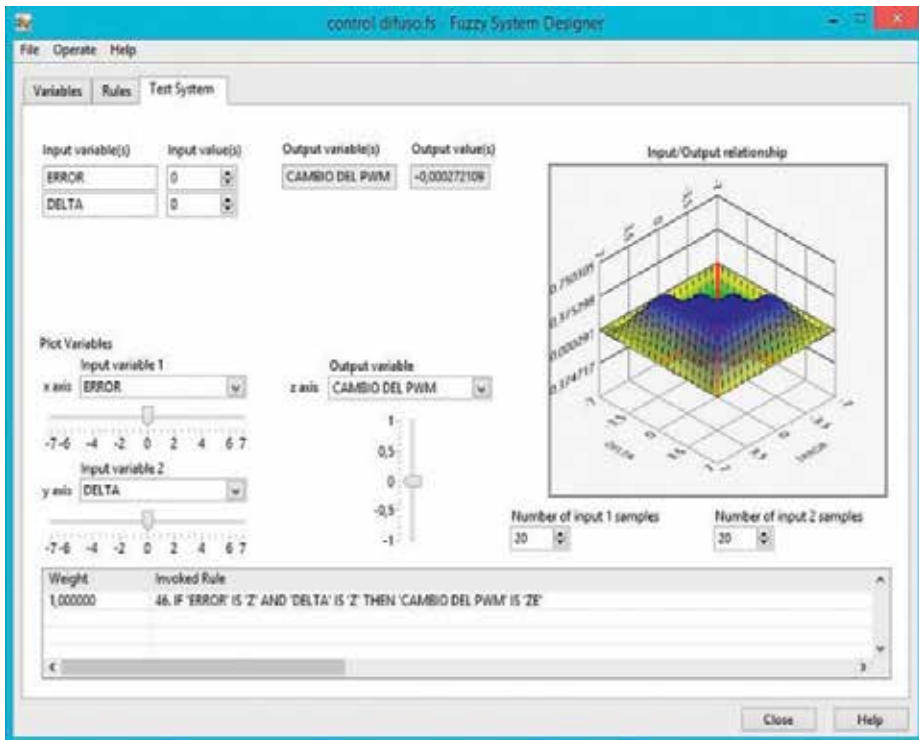 control difuso.fs - Fuzzy System Designer
File Operate Help
Variables Rules Test System
Input variable(s) Input value(s) Output variable(s) Output value(s) Input/Output relationship
ERROR 0 CAMBIO DEL PWM -0,000272109
DELTA 0
0.750305
0.375298
0.000291
0.374717
DELTA ERROR
Plot Variables
Input variable 1 Output variable
x axis ERROR z axis CAMBIO DEL PWM
-7 -6 -4 -2 0 2 4 6 7
1
0,5
0
-0,5
-1
Input variable 2
y axis DELTA
-7 -6 -4 -2 0 2 4 6 7
Number of input 1 samples Number of input 2 samples
20 20
Weight Invoked Rule
1,000000 46. IF 'ERROR' IS 'Z' AND 'DELTA' IS 'Z' THEN 'CAMBIO DEL PWM' IS 'ZE'
Close Help